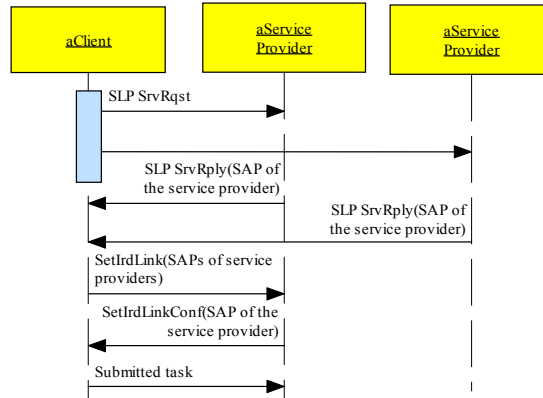 aClient
aService
Provider
aService
Provider
SLP SrvRqst
SLP SrvRply(SAP of
the service provider)
SLP SrvRply(SAP of
the service provider)
SetIrdLink(SAPs of service
providers)
SetIrdLinkConf(SAP of the
service provider)
Submitted task